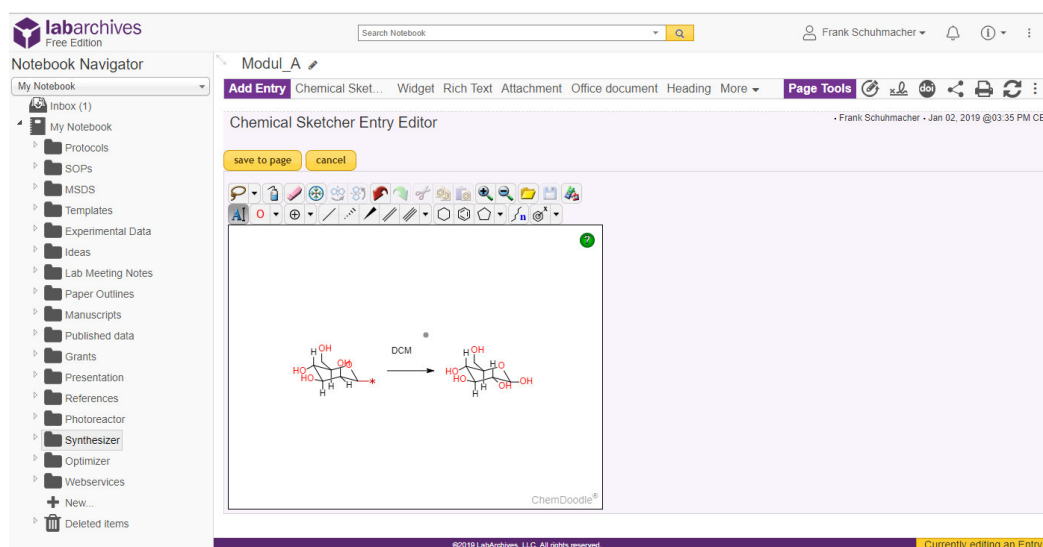 labarchives
Free Edition
Search Notebook
Frank Schuhmacher
Notebook Navigator
Modul_A
My Notebook
Add Entry Chemical Sket... Widget Rich Text Attachment Office document Heading More
Page Tools
doi
Inbox (1)
My Notebook
Protocols
SOPs
MSDS
Templates
Experimental Data
Ideas
Lab Meeting Notes
Paper Outlines
Manuscripts
Published data
Grants
Presentation
References
Photoreactor
Synthesizer
Optimizer
Webservices
New...
Deleted items
Chemical Sketcher Entry Editor
• Frank Schuhmacher • Jan 02, 2019 @03:35 PM CE
save to page cancel
AI O n x
?
DCM
H OH
OH
HO
HO
H H
H
*
H OH
H O
HO
HO
OH
OH
H
H
ChemDoodle®
©2019 LabArchives, LLC. All rights reserved.
Currently editing an Entry